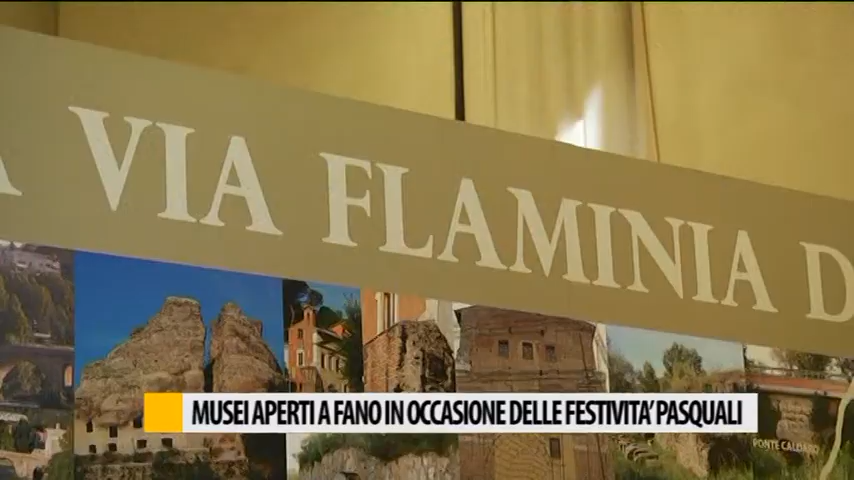 A VIA FLAMINIA D
MUSEI APERTI A FANO IN OCCASIONE DELLE FESTIVITA' PASQUALI
PONTE CALDARO